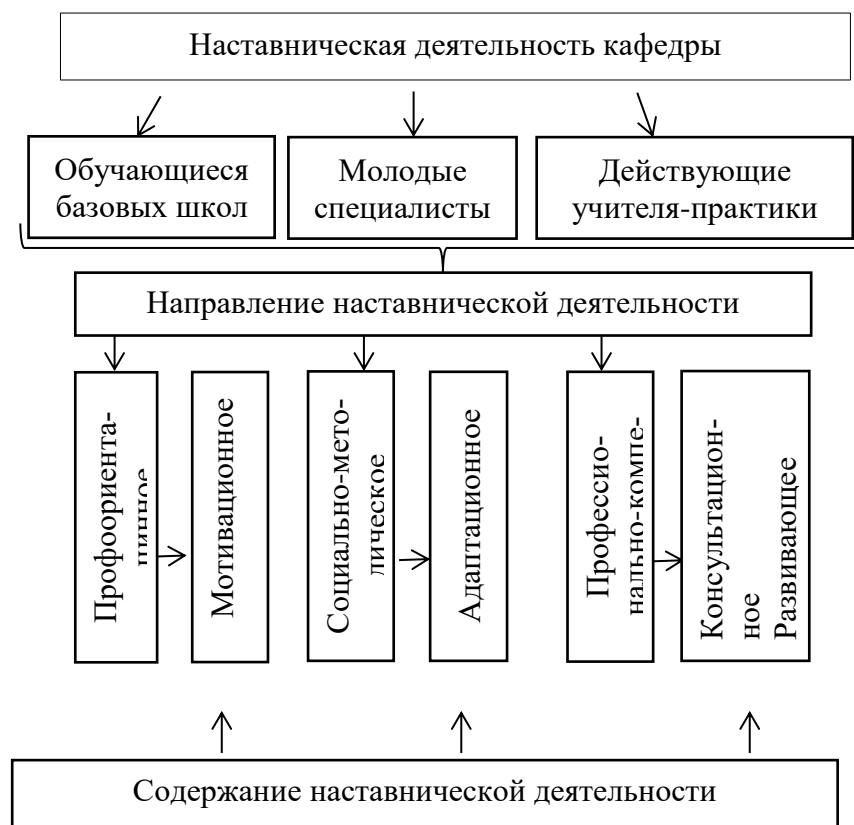 Наставническая деятельность кафедры
Обучающиеся
базовых школ
Молодые
специалисты
Действующие
учителя-практики
Направление наставнической деятельности
Профоориента-
Мотивационное
Социально-мето-
дическое
Адаптационное
Профессио-
нально-компе-
Консультацион-
ное
Развивающее
Содержание наставнической деятельности